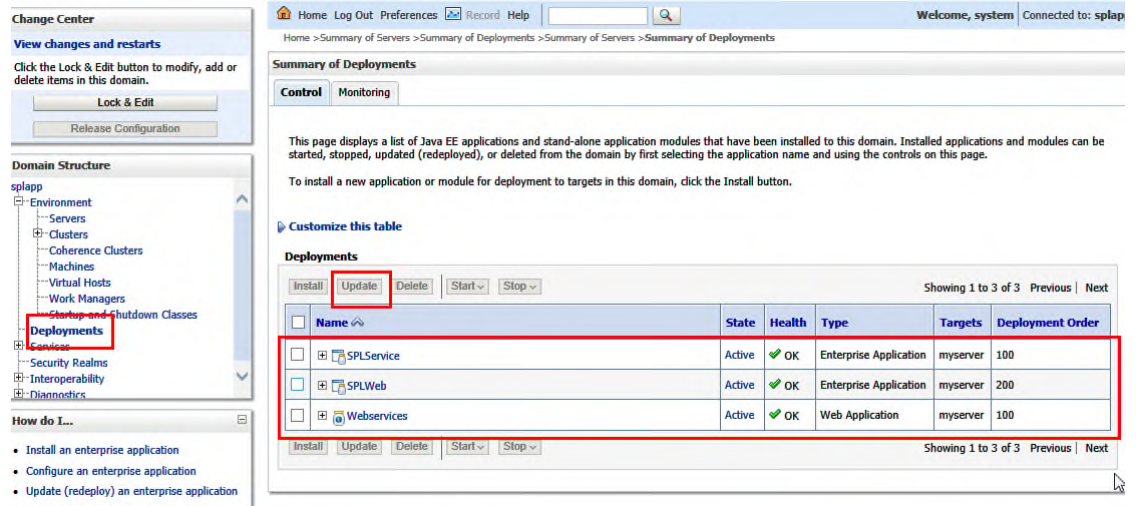 Change Center
View changes and restarts
Click the Lock & Edit button to modify, add or
delete items in this domain.
Lock & Edit
Release Configuration
Domain Structure
splapp
Environment
Servers
Clusters
Coherence Clusters
Machines
Virtual Hosts
Work Managers
Startup and Shutdown Classes
Deployments
Services
Security Realms
Interoperability
Diagnostics
How do I...
Install an enterprise application
Configure an enterprise application
Update (redeploy) an enterprise application
Home Log Out Preferences Record Help
Welcome, system Connected to: splapp
Home >Summary of Servers >Summary of Deployments >Summary of Servers >Summary of Deployments
Summary of Deployments
Control Monitoring
This page displays a list of Java EE applications and stand-alone application modules that have been installed to this domain. Installed applications and modules can be
started, stopped, updated (redeployed), or deleted from the domain by first selecting the application name and using the controls on this page.
To install a new application or module for deployment to targets in this domain, click the Install button.
Customize this table
Deployments
Install Update Delete Start Stop Showing 1 to 3 of 3 Previous | Next
Name State Health Type Targets Deployment Order
SPLService Active OK Enterprise Application myserver 100
SPLWeb Active OK Enterprise Application myserver 200
Webservices Active OK Web Application myserver 100
Install Update Delete Start Stop Showing 1 to 3 of 3 Previous | Next